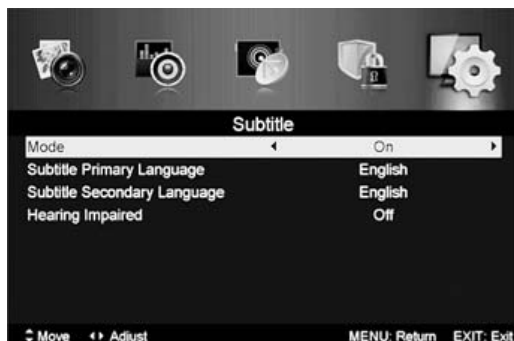 Subtitle
Mode On
Subtitle Primary Language English
Subtitle Secondary Language English
Hearing Impaired Off
Move Adjust MENU: Return EXIT: Exit